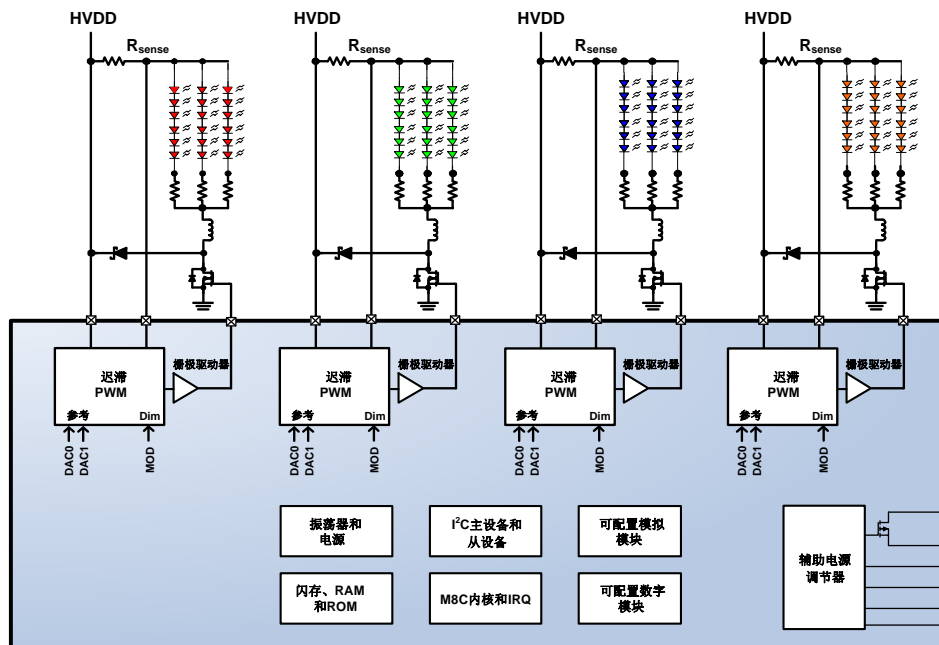 HVDD
HVDD
HVDD
HVDD
Rsense
Rsense
Rsense
Rsense
迟滞
PWM
参考
Dim
栅极驱动器
迟滞
PWM
参考
Dim
栅极驱动器
迟滞
PWM
参考
Dim
栅极驱动器
迟滞
PWM
参考
Dim
栅极驱动器
DAC0
DAC1
MOD
DAC0
DAC1
MOD
DAC0
DAC1
MOD
DAC0
DAC1
MOD
振荡器和
电源
I²C主设备和
从设备
可配置模拟
模块
闪存、RAM
和ROM
M8C内核和IRQ
可配置数字
模块
辅助电源
调节器